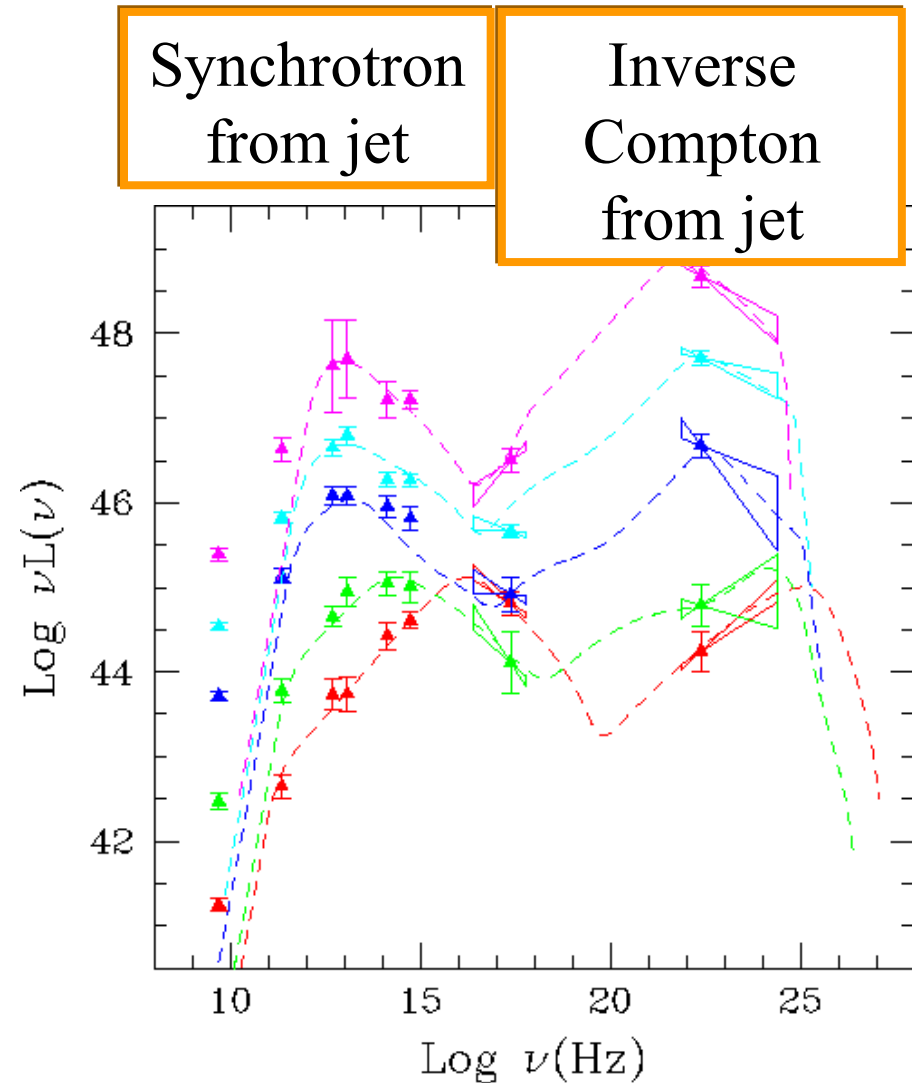 Synchrotron
from jet
Inverse
Compton
from jet
Log νL(ν)
48
46
44
42
10 15 20 25
Log ν(Hz)